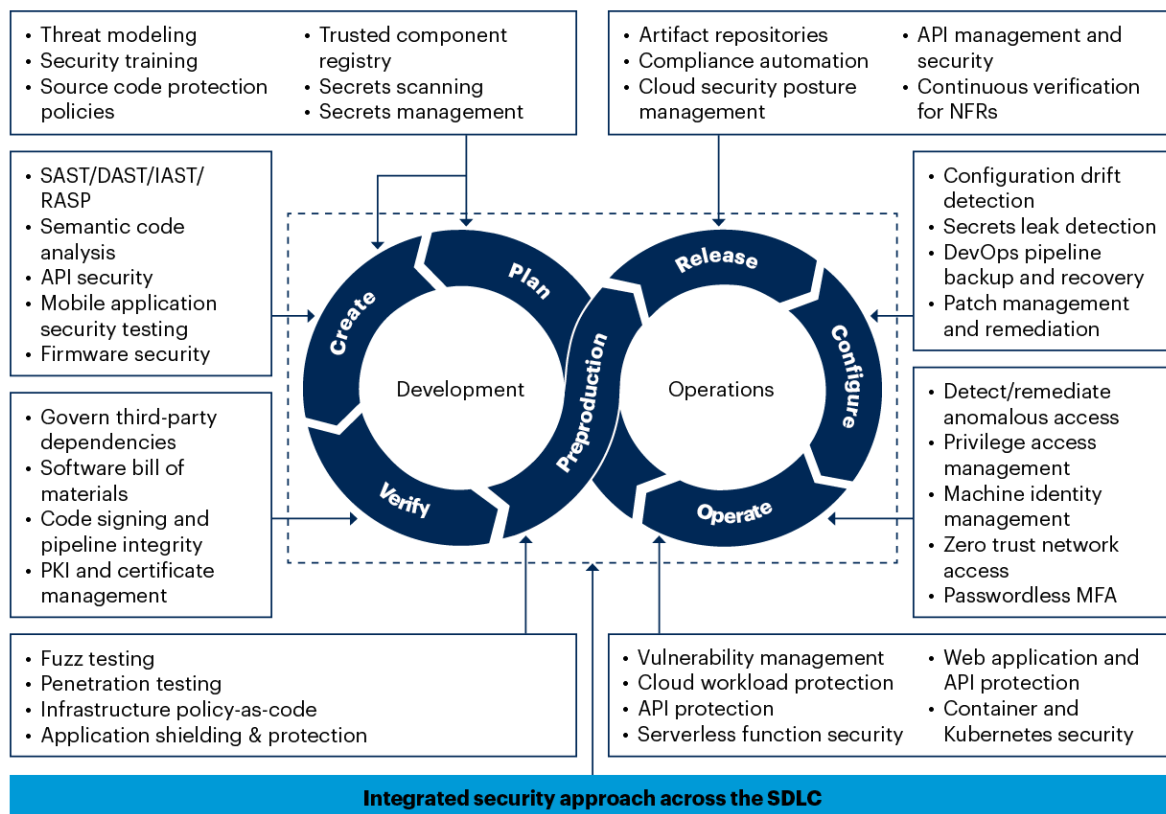 • Threat modeling
• Security training
• Source code protection
policies
• Trusted component
registry
• Secrets scanning
• Secrets management
• Artifact repositories
• Compliance automation
• Cloud security posture
management
• API management and
security
• Continuous verification
for NFRs
• SAST/DAST/IAST/
RASP
• Semantic code
analysis
• API security
• Mobile application
security testing
• Firmware security
• Configuration drift
detection
• Secrets leak detection
• DevOps pipeline
backup and recovery
• Patch management
and remediation
Plan
Release
Create
Development
Preproduction
Operations
Configure
Verify
Operate
• Govern third-party
dependencies
• Software bill of
materials
• Code signing and
pipeline integrity
• PKI and certificate
management
• Detect/remediate
anomalous access
• Privilege access
management
• Machine identity
management
• Zero trust network
access
• Passwordless MFA
• Fuzz testing
• Penetration testing
• Infrastructure policy-as-code
• Application shielding & protection
• Vulnerability management
• Cloud workload protection
• API protection
• Serverless function security
• Web application and
API protection
• Container and
Kubernetes security
Integrated security approach across the SDLC